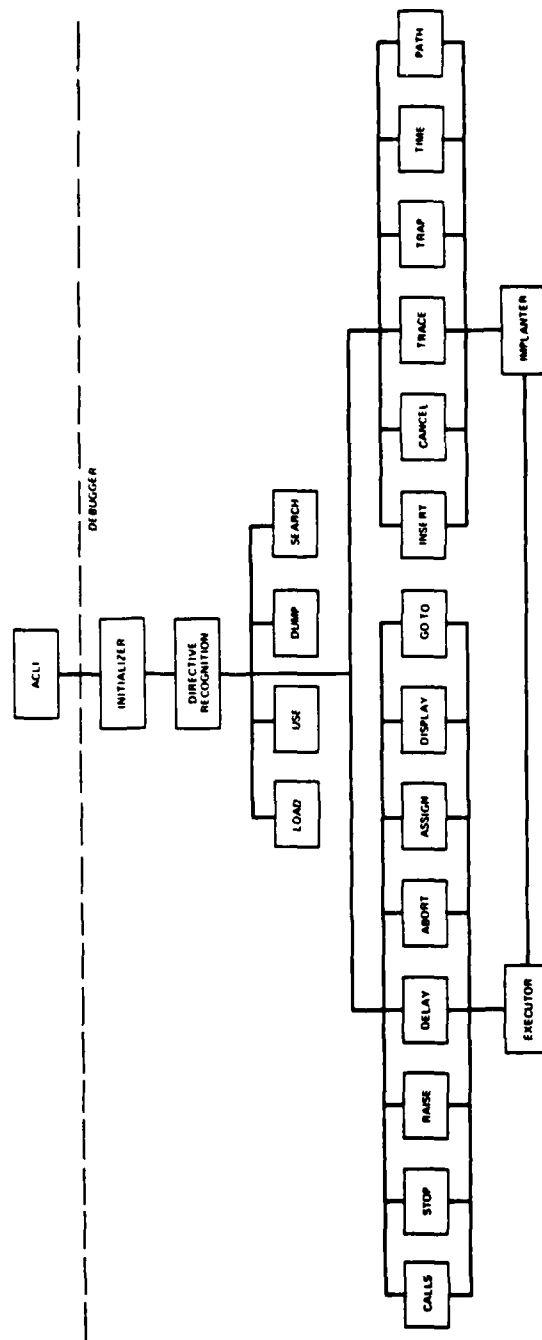 ACLI
DEBUGGER
INITIALIZER
DIRECTIVE
RECOGNITION
LOAD
USE
DUMP
SEARCH
CALLS
STOP
RAISE
DELAY
ABORT
ASSIGN
DISPLAY
GO TO
INSERT
CANCEL
TRACE
TRAP
TIME
PATH
EXECUTOR
IMPLANTER